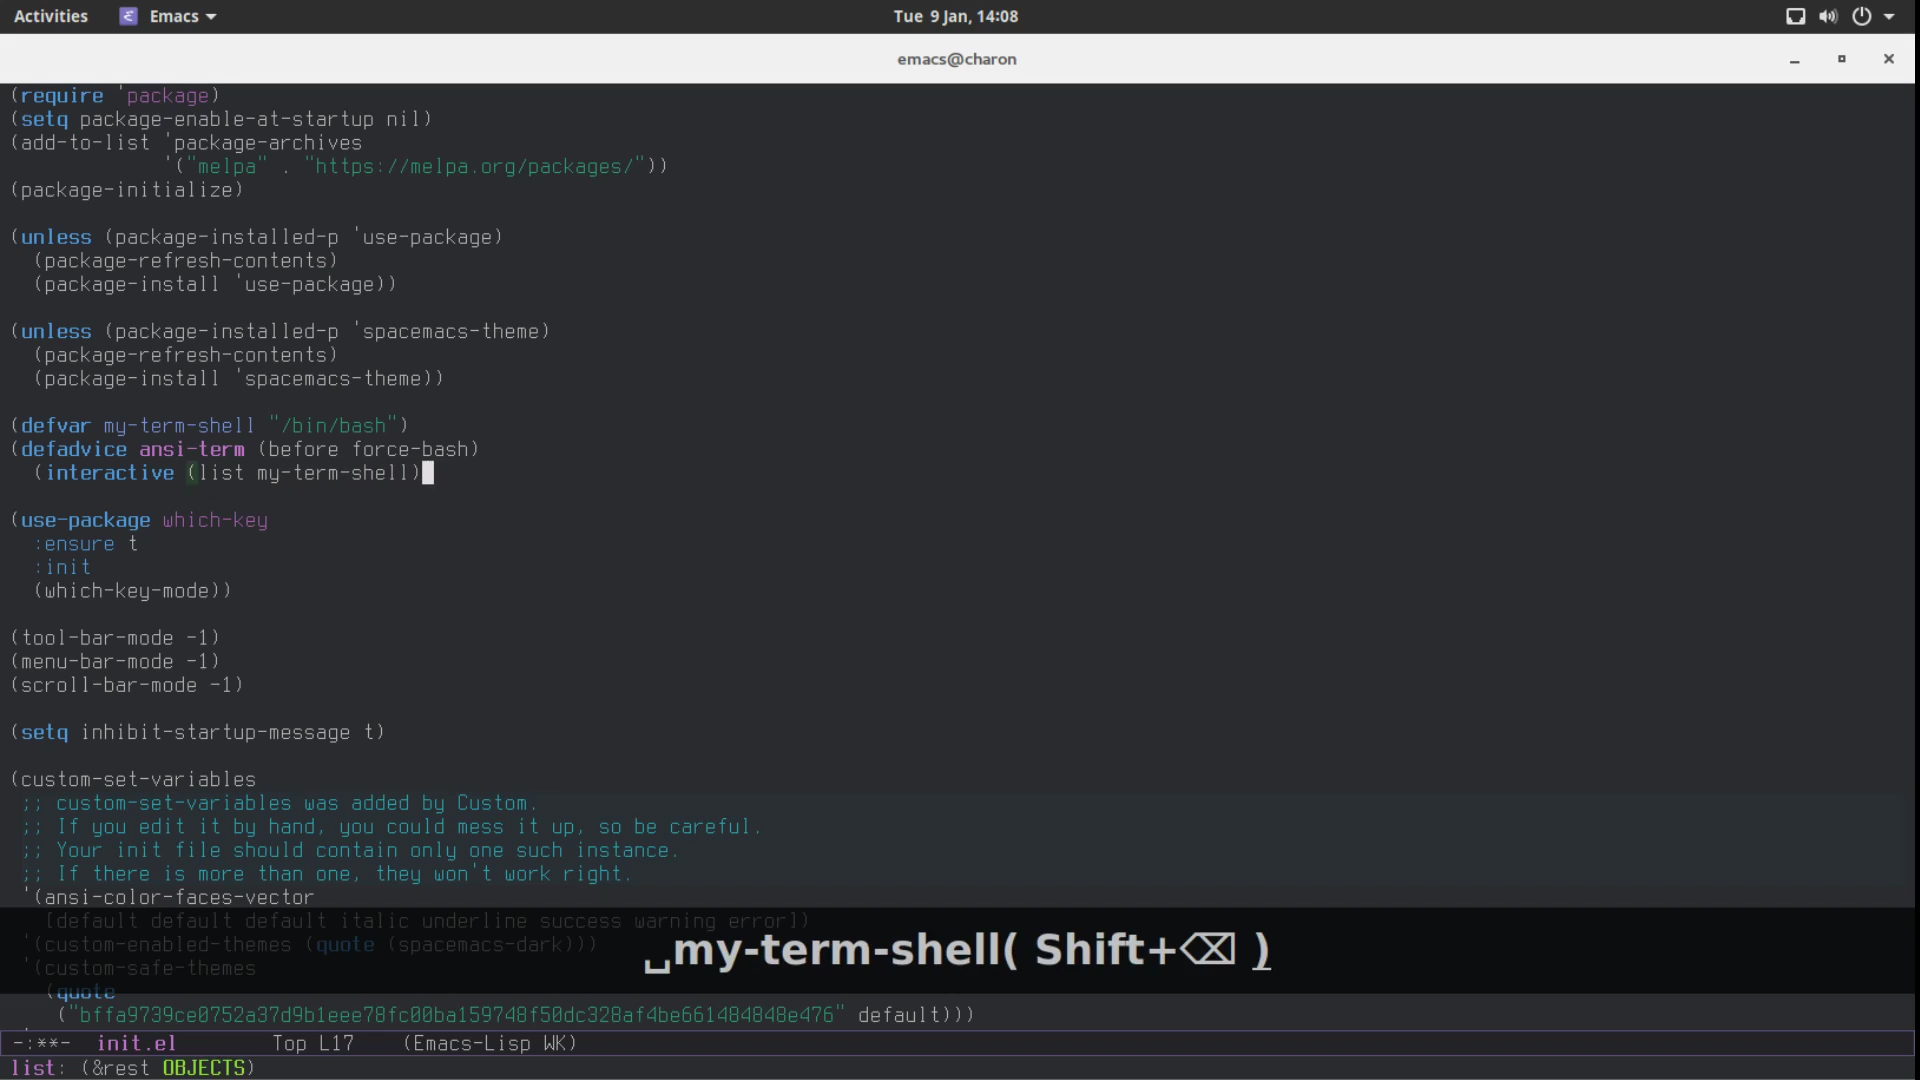 Activities Emacs Tue 9 Jan, 14:08
emacs@charon
(require 'package)
(setq package-enable-at-startup nil)
(add-to-list 'package-archives
'("melpa" . "https://melpa.org/packages/"))
(package-initialize)
(unless (package-installed-p 'use-package)
(package-refresh-contents)
(package-install 'use-package))
(unless (package-installed-p 'spacemacs-theme)
(package-refresh-contents)
(package-install 'spacemacs-theme))
(defvar my-term-shell "/bin/bash")
(defadvice ansi-term (before force-bash)
(interactive (list my-term-shell)
(use-package which-key
:ensure t
:init
(which-key-mode))
(tool-bar-mode -1)
(menu-bar-mode -1)
(scroll-bar-mode -1)
(setq inhibit-startup-message t)
(custom-set-variables
;; custom-set-variables was added by Custom.
;; If you edit it by hand, you could mess it up, so be careful.
;; Your init file should contain only one such instance.
;; If there is more than one, they won't work right.
'(ansi-color-faces-vector
[default default default italic underline success warning error])
'(custom-enabled-themes (quote (spacemacs-dark)))
␣my-term-shell( Shift+⌫ )
'(custom-safe-themes
(quote
("bffa9739ce0752a37d9b1eee78fc00ba159748f50dc328af4be661484848e476" default)))
-:**- init.el Top L17 (Emacs-Lisp WK)
list: (&rest OBJECTS)